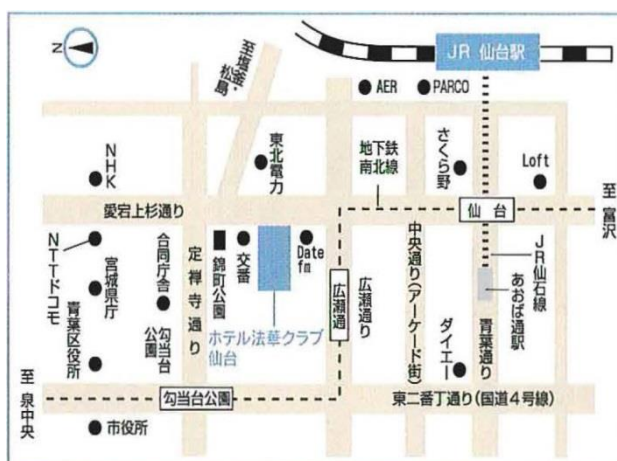 N
至塩釜・松島
JR 仙台駅
AER
PARCO
NHK
東北電力
地下鉄
南北線
さくら野
Loft
愛宕上杉通り
仙台
至富沢
NTTドコモ
宮城県庁
青葉区役所
合同庁舎
勾当台公園
定禅寺通り
錦町公園
交番
Date
fm
ホテル法華クラブ
仙台
広瀬通
広瀬通り
中央通り(アーケード街)
ダイエー
青葉通り
あおば通駅
JR仙石線
至泉中央
勾当台公園
東二番丁通り(国道4号線)
市役所